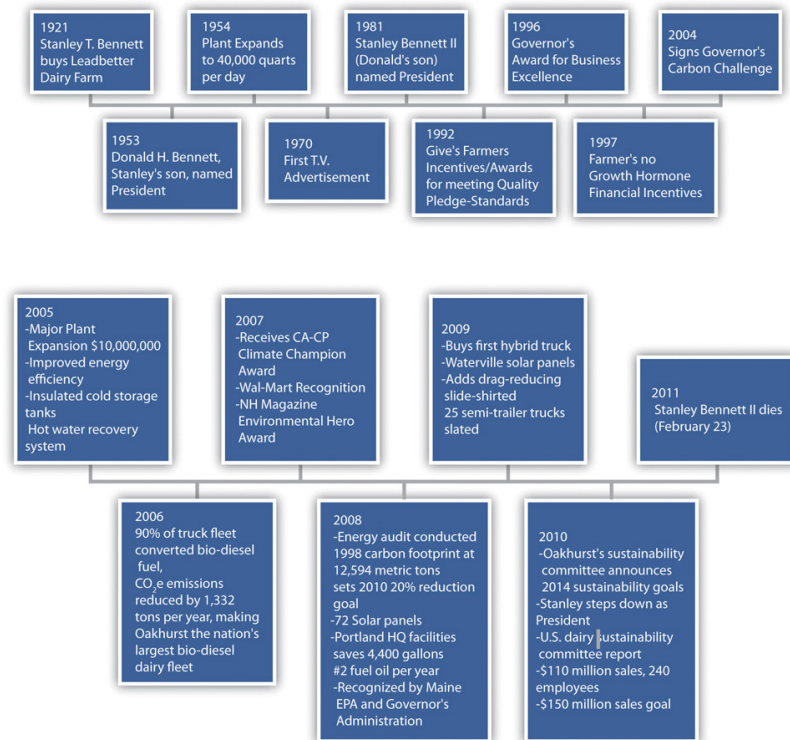 1921
Stanley T. Bennett
buys Leadbetter
Dairy Farm
1953
Donald H. Bennett,
Stanley's son, named
President
1954
Plant Expands
to 40,000 quarts
per day
1970
First T.V.
Advertisement
1981
Stanley Bennett II
(Donald's son)
named President
1992
Give's Farmers
Incentives/Awards
for meeting Quality
Pledge-Standards
1996
Governor's
Award for Business
Excellence
1997
Farmer's no
Growth Hormone
Financial Incentives
2004
Signs Governor's
Carbon Challenge
2005
-Major Plant
Expansion $10,000,000
-Improved energy
efficiency
-Insulated cold storage
tanks
Hot water recovery
system
2006
90% of truck fleet
converted bio-diesel
fuel,
CO₂e emissions
reduced by 1,332
tons per year, making
Oakhurst the nation's
largest bio-diesel
dairy fleet
2007
-Receives CA-CP
Climate Champion
Award
-Wal-Mart Recognition
-NH Magazine
Environmental Hero
Award
2008
-Energy audit conducted
1998 carbon footprint at
12,594 metric tons
sets 2010 20% reduction
goal
-72 Solar panels
-Portland HQ facilities
saves 4,400 gallons
#2 fuel oil per year
-Recognized by Maine
EPA and Governor's
Administration
2009
-Buys first hybrid truck
-Waterville solar panels
-Adds drag-reducing
slide-shirted
25 semi-trailer trucks
slated
2010
-Oakhurst's sustainability
committee announces
2014 sustainability goals
-Stanley steps down as
President
-U.S. dairy sustainability
committee report
-$110 million sales, 240
employees
-$150 million sales goal
2011
Stanley Bennett II dies
(February 23)